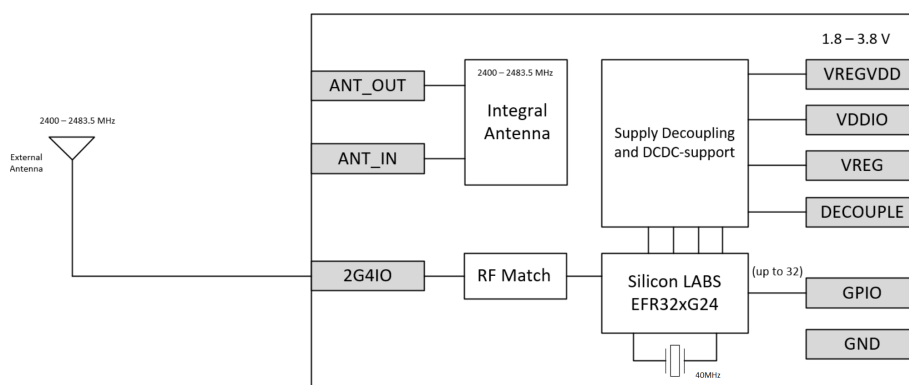 1.8 – 3.8 V
ANT_OUT
2400 – 2483.5 MHz
Integral
Antenna
VREGVDD
2400 – 2483.5 MHz
VDDIO
Supply Decoupling
and DCDC-support
External
Antenna
ANT_IN
VREG
DECOUPLE
2G4IO
RF Match
Silicon LABS
EFR32xG24
(up to 32)
GPIO
GND
40MHz